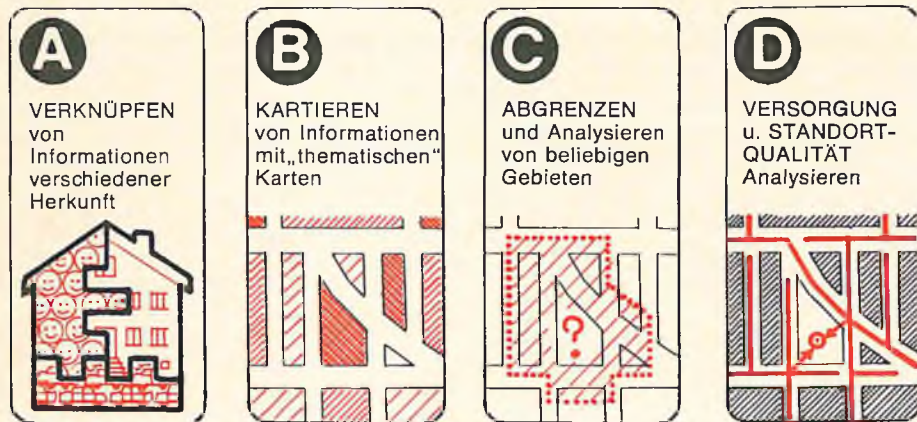 A
VERKNÜPFEN
von
Informationen
verschiedener
Herkunft
B
KARTIEREN
von Informationen
mit„thematischen“
Karten
C
ABGRENZEN
und Analysieren
von beliebigen
Gebieten
?
D
VERSORGUNG
u. STANDORT-
QUALITÄT
Analysieren